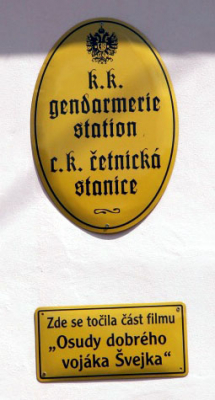 k.k.
gendarmerie
station
c.k. četnická
stanice
Zde se točila část filmu
„Osudy dobrého
vojáka Švejka“